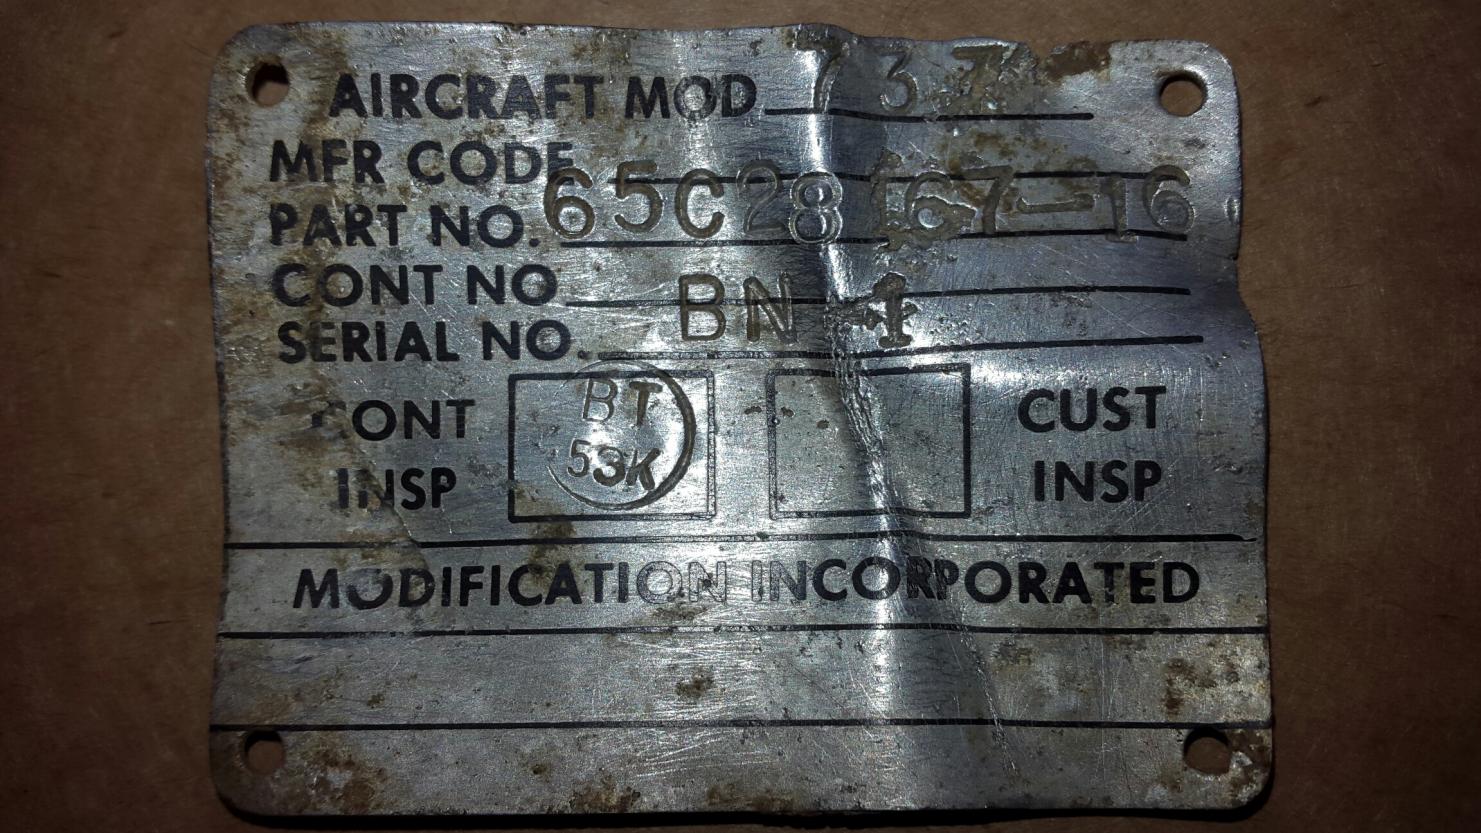 AIRCRAFT MOD 737
MFR CODE
PART NO. 65C28167-16
CONT NO
SERIAL NO. BN-1
CONT INSP
BT
53K
CUST INSP
MODIFICATION INCORPORATED